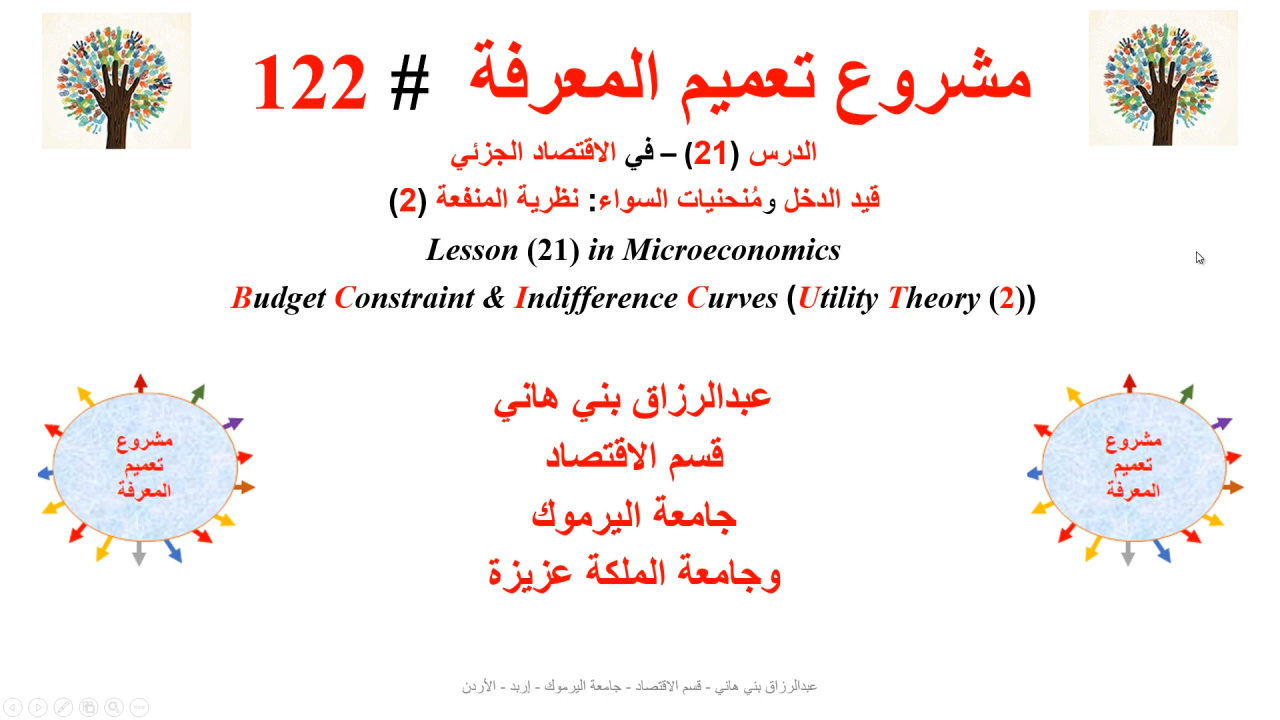 مشروع تعميم المعرفة # 122
الدرس (21) – في الاقتصاد الجزئي
قيد الدخل ومُنحنيات السواء: نظرية المنفعة (2)
Lesson (21) in Microeconomics
Budget Constraint & Indifference Curves (Utility Theory (2))
عبدالرزاق بني هاني
قسم الاقتصاد
جامعة اليرموك
وجامعة الملكة عزيزة
مشروع
تعميم
المعرفة
مشروع
تعميم
المعرفة
عبدالرزاق بني هاني - قسم الاقتصاد - جامعة اليرموك - إربد - الأردن